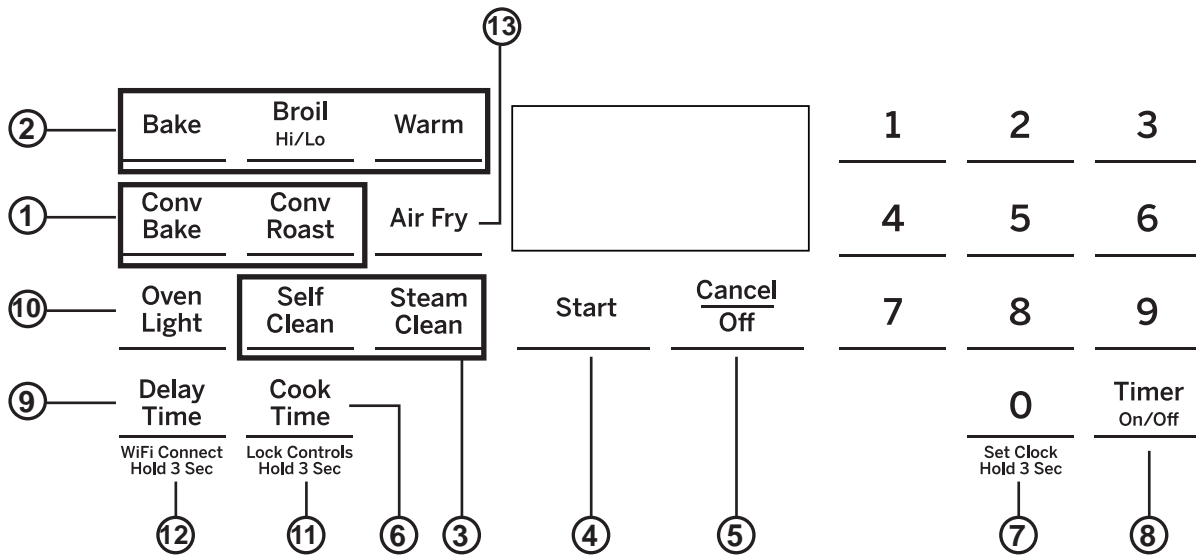 13
2
Bake
Broil
Hi/Lo
Warm
1
2
3
1
Conv
Bake
Conv
Roast
Air Fry
4
5
6
10
Oven
Light
Self
Clean
Steam
Clean
Start
Cancel
Off
7
8
9
9
Delay
Time
Cook
Time
0
Timer
On/Off
WiFi Connect
Hold 3 Sec
Lock Controls
Hold 3 Sec
Set Clock
Hold 3 Sec
12
11
6
3
4
5
7
8